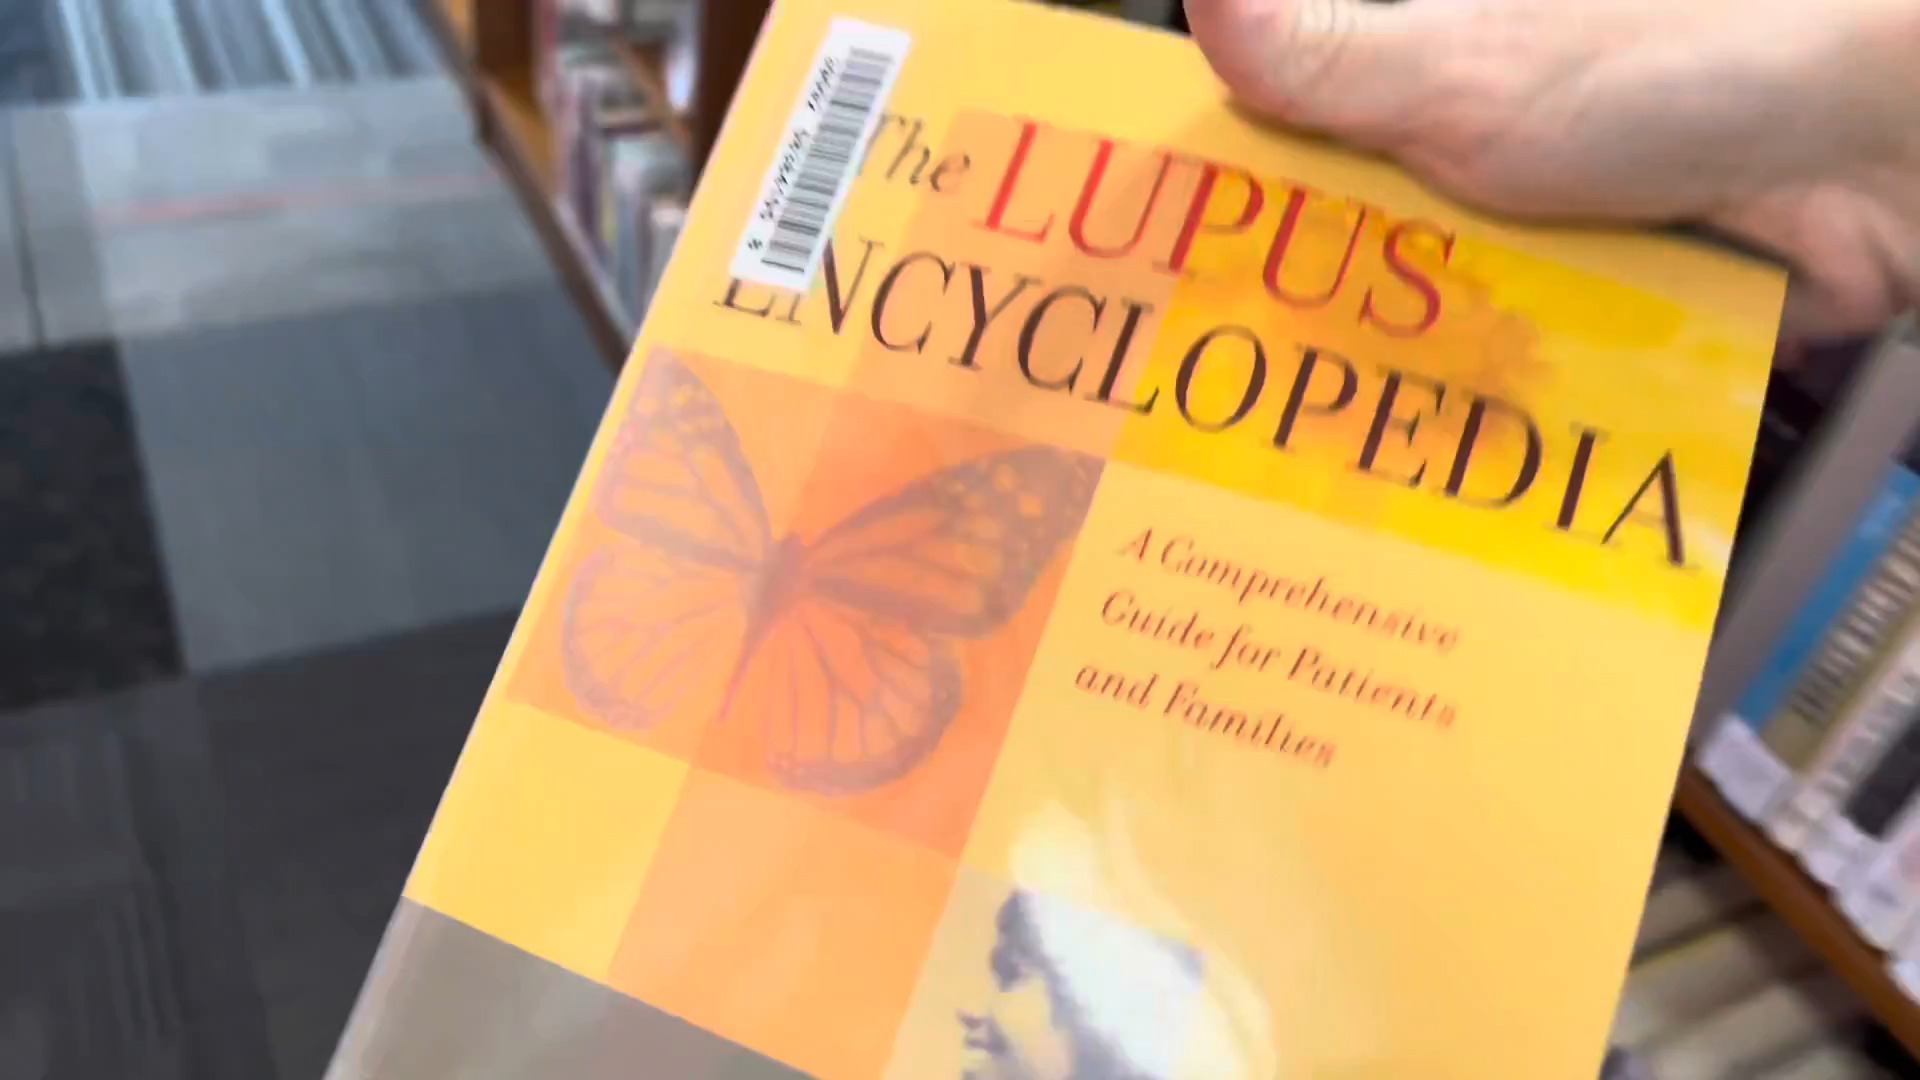 The LUPUS
ENCYCLOPEDIA
A Comprehensive
Guide for Patients
and Families